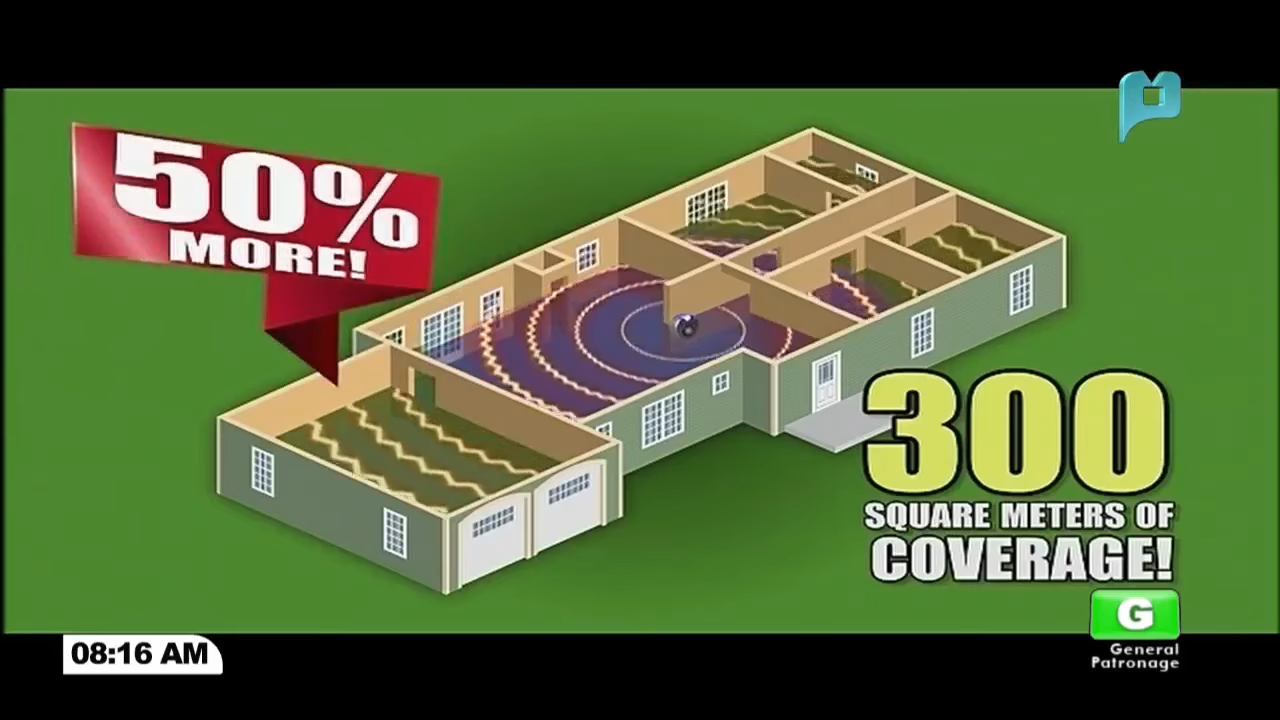 50%
MORE!
300
SQUARE METERS OF
COVERAGE!
G
General
Patronage
08:16 AM